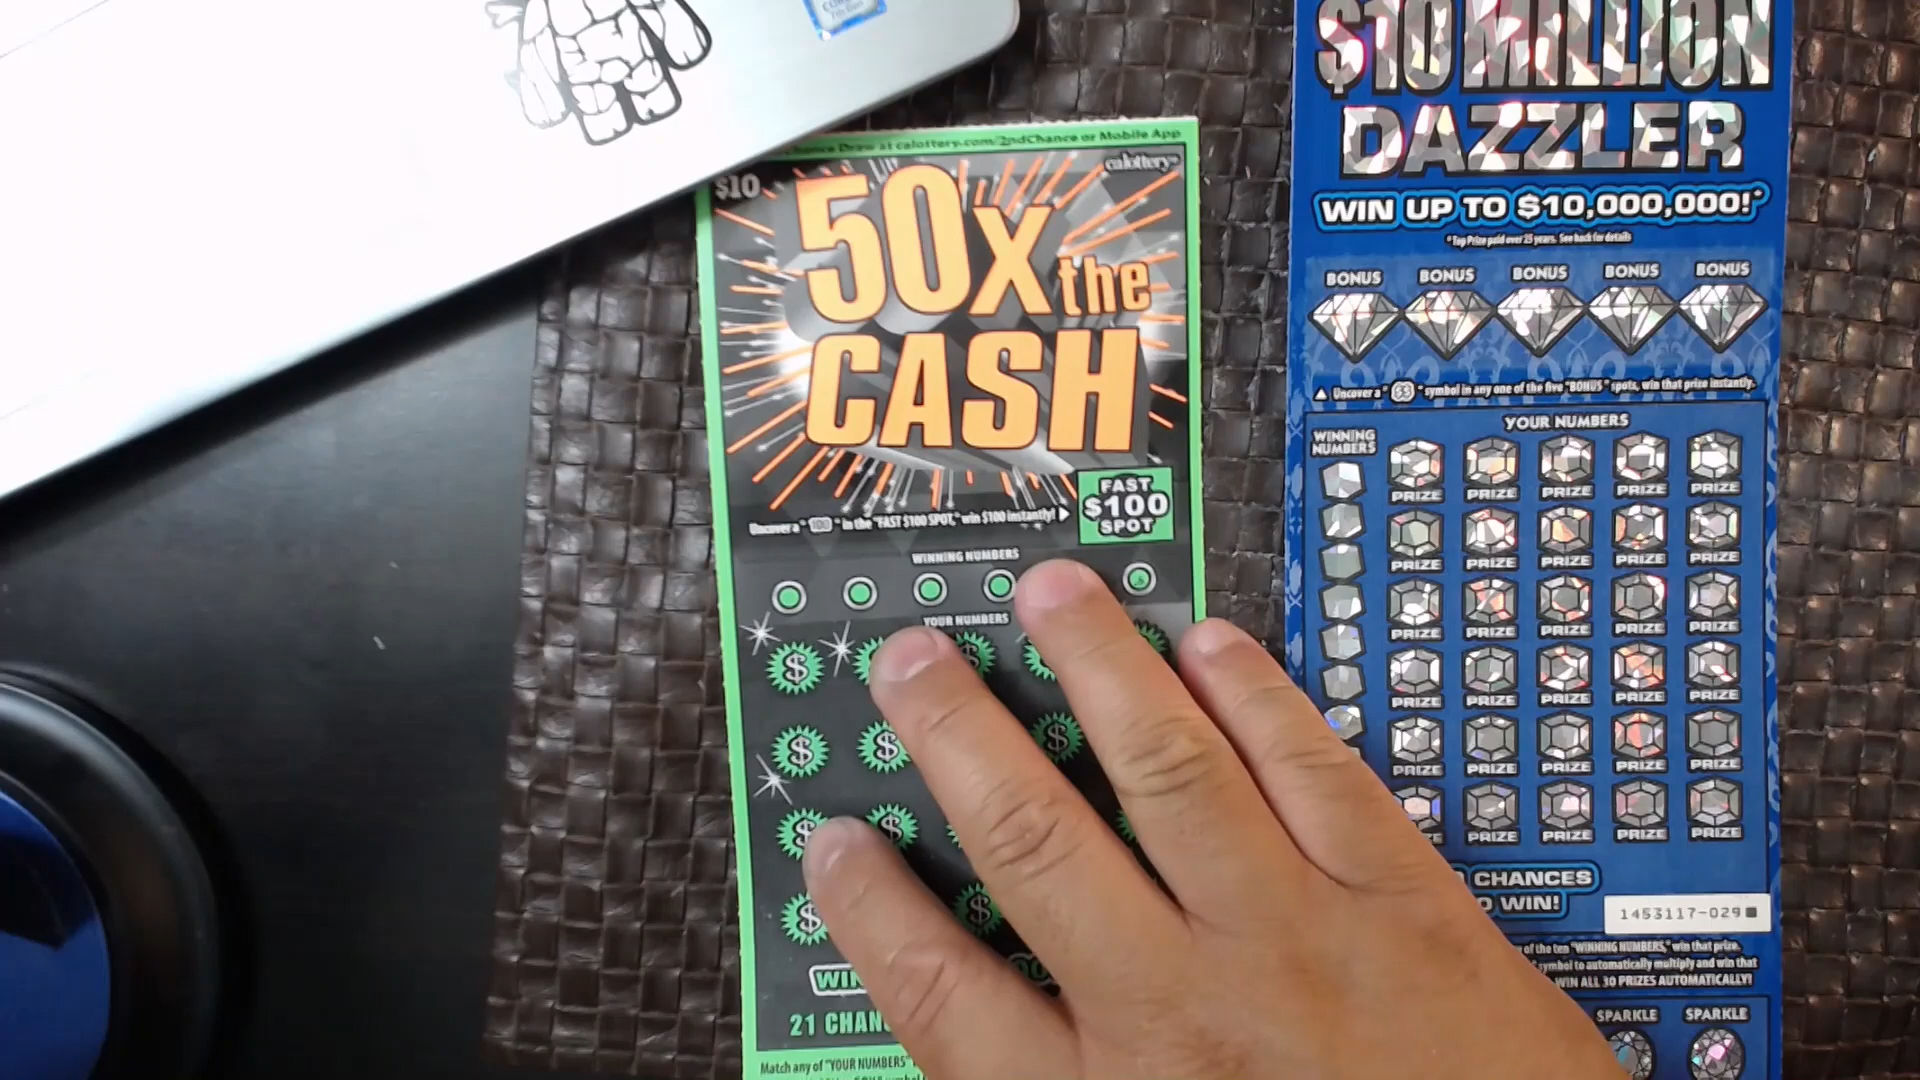 Chance Draw at calottery.com/2ndChance or Mobile App
calottery
$10
50x the
CASH
Uncover a "100" in the "FAST $100 SPOT," win $100 instantly!
FAST
$100
SPOT
WINNING NUMBERS
YOUR NUMBERS
21
Match any of "YOUR NUMBERS"
$10 MILLION
DAZZLER
WIN UP TO $10,000,000!*
*Top Prize paid over 25 years. See back for details
BONUS BONUS BONUS BONUS BONUS
Uncover a "$$" symbol in any one of the five "BONUS" spots, win that prize instantly.
YOUR NUMBERS
WINNING
NUMBERS
PRIZE PRIZE PRIZE PRIZE PRIZE
PRIZE PRIZE PRIZE PRIZE PRIZE
PRIZE PRIZE PRIZE PRIZE PRIZE
PRIZE PRIZE PRIZE PRIZE PRIZE
PRIZE PRIZE PRIZE PRIZE PRIZE
PRIZE PRIZE PRIZE PRIZE
CHANCES
WIN!
1453117-029
of the ten "WINNING NUMBERS," win that prize.
symbol to automatically multiply and win that
WIN ALL 30 PRIZES AUTOMATICALLY!
SPARKLE SPARKLE